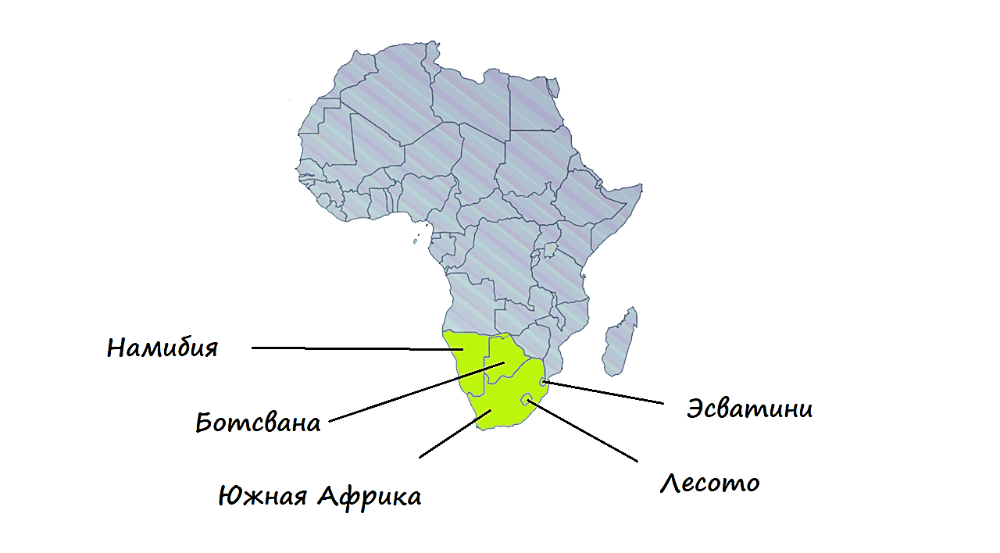 Намибия
Ботсвана
Эсватини
Лесото
Южная Африка